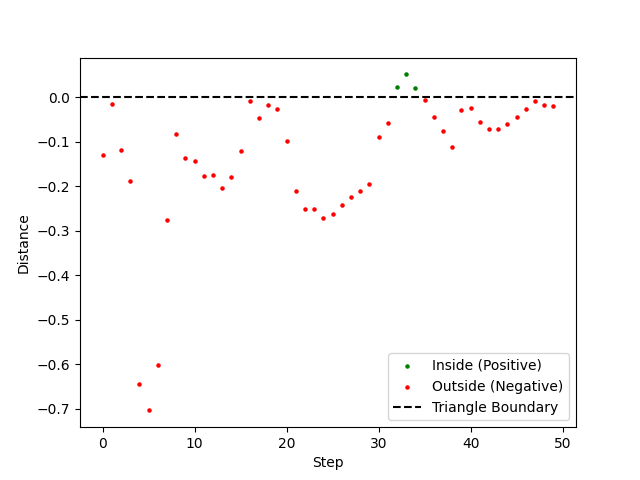 0.0
−0.1
−0.2
−0.3
−0.4
−0.5
−0.6
−0.7
Distance
Inside (Positive)
Outside (Negative)
Triangle Boundary
0 10 20 30 40 50
Step